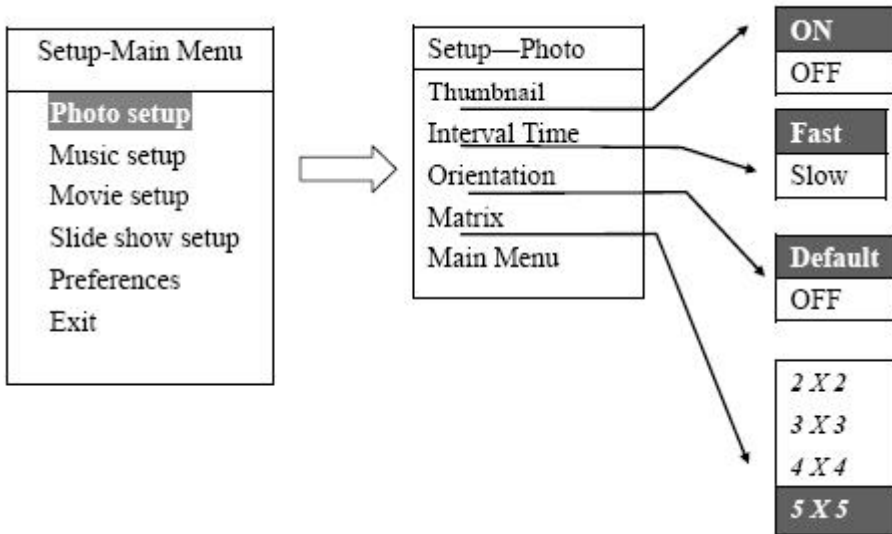 Setup-Main Menu
Photo setup
Music setup
Movie setup
Slide show setup
Preferences
Exit
Setup—Photo
Thumbnail
Interval Time
Orientation
Matrix
Main Menu
ON
OFF
Fast
Slow
Default
OFF
2 X 2
3 X 3
4 X 4
5 X 5